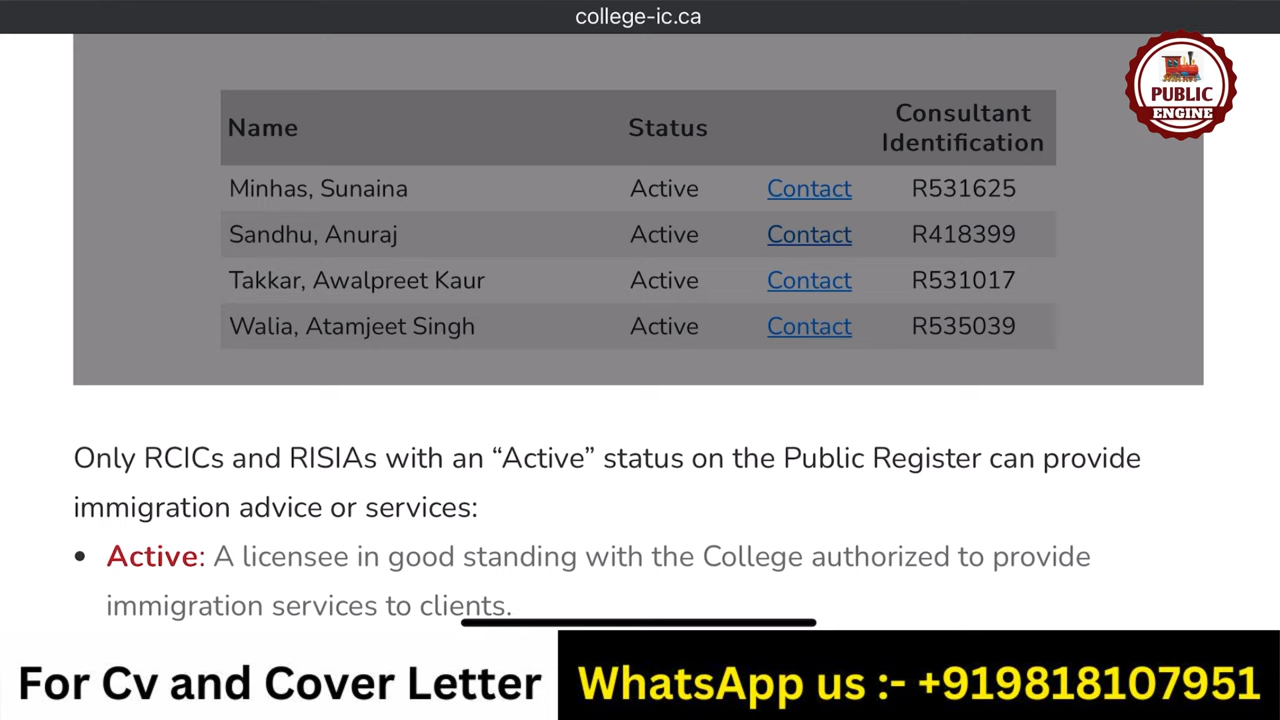 college-ic.ca
PUBLIC
ENGINE
Name Status Consultant Identification
Minhas, Sunaina Active Contact R531625
Sandhu, Anuraj Active Contact R418399
Takkar, Awalpreet Kaur Active Contact R531017
Walia, Atamjeet Singh Active Contact R535039
Only RCICs and RISIAs with an “Active” status on the Public Register can provide
immigration advice or services:
• Active: A licensee in good standing with the College authorized to provide
immigration services to clients.
For Cv and Cover Letter WhatsApp us :- +919818107951